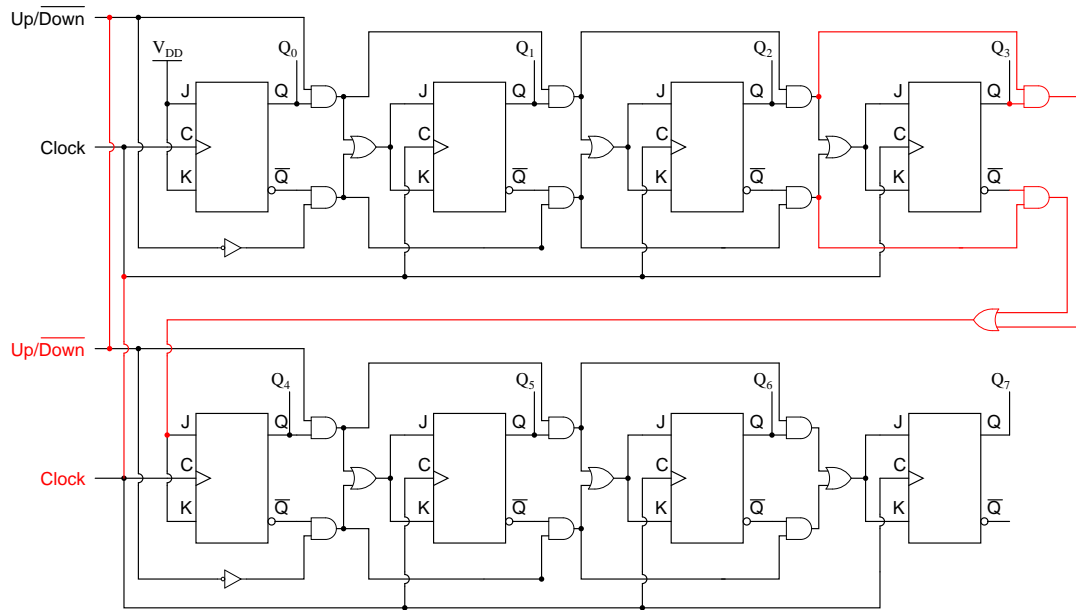 Up/Down
V_DD Q_0 Q_1 Q_2 Q_3
J Q J Q J Q J Q
Clock C C C C
K Q K Q K Q K Q
Up/Down
Q_4 Q_5 Q_6 Q_7
J Q J Q J Q J Q
Clock C C C C
K Q K Q K Q K Q